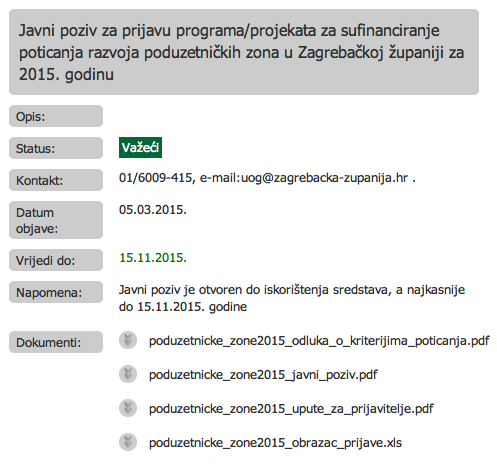 Javni poziv za prijavu programa/projekata za sufinanciranje
poticanja razvoja poduzetničkih zona u Zagrebačkoj županiji za
2015. godinu
Opis:
Status:
Važeći
Kontakt:
01/6009-415, e-mail:uog@zagrebacka-zupanija.hr .
Datum
objave:
05.03.2015.
Vrijedi do:
15.11.2015.
Napomena:
Javni poziv je otvoren do iskorištenja sredstava, a najkasnije
do 15.11.2015. godine
Dokumenti:
poduzetnicke_zone2015_odluka_o_kriterijima_poticanja.pdf
poduzetnicke_zone2015_javni_poziv.pdf
poduzetnicke_zone2015_upute_za_prijavitelje.pdf
poduzetnicke_zone2015_obrazac_prijave.xls